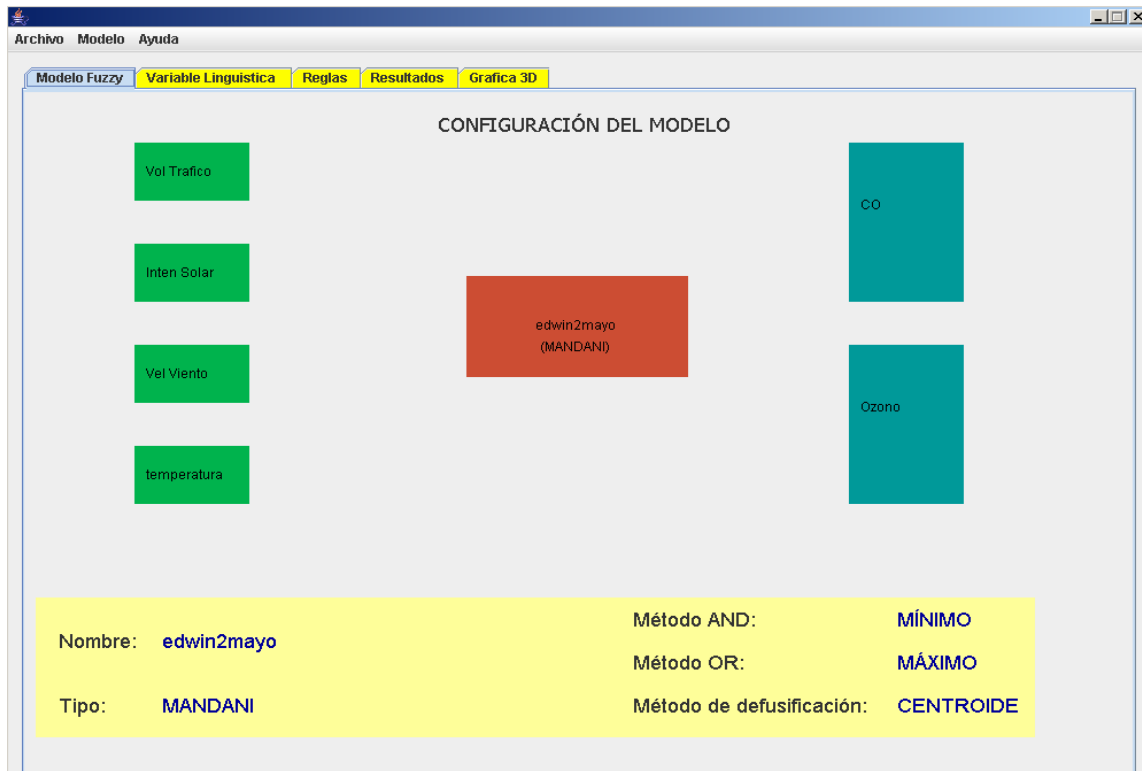 Archivo Modelo Ayuda
Modelo Fuzzy Variable Linguistica Reglas Resultados Grafica 3D
CONFIGURACIÓN DEL MODELO
Vol Trafico
Inten Solar
Vel Viento
temperatura
edwin2mayo
(MANDANI)
CO
Ozono
Nombre: edwin2mayo
Tipo: MANDANI
Método AND: MÍNIMO
Método OR: MÁXIMO
Método de defusificación: CENTROIDE